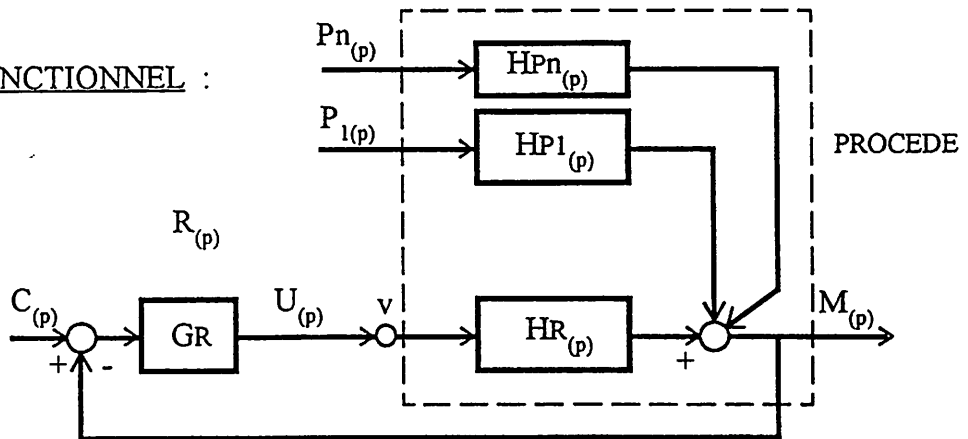 Pn(p)
HPn(p)
NCTIONNEL :
P1(p)
HP1(p)
PROCEDE
R(p)
C(p)
GR
U(p)
v
HR(p)
M(p)
+ -
+